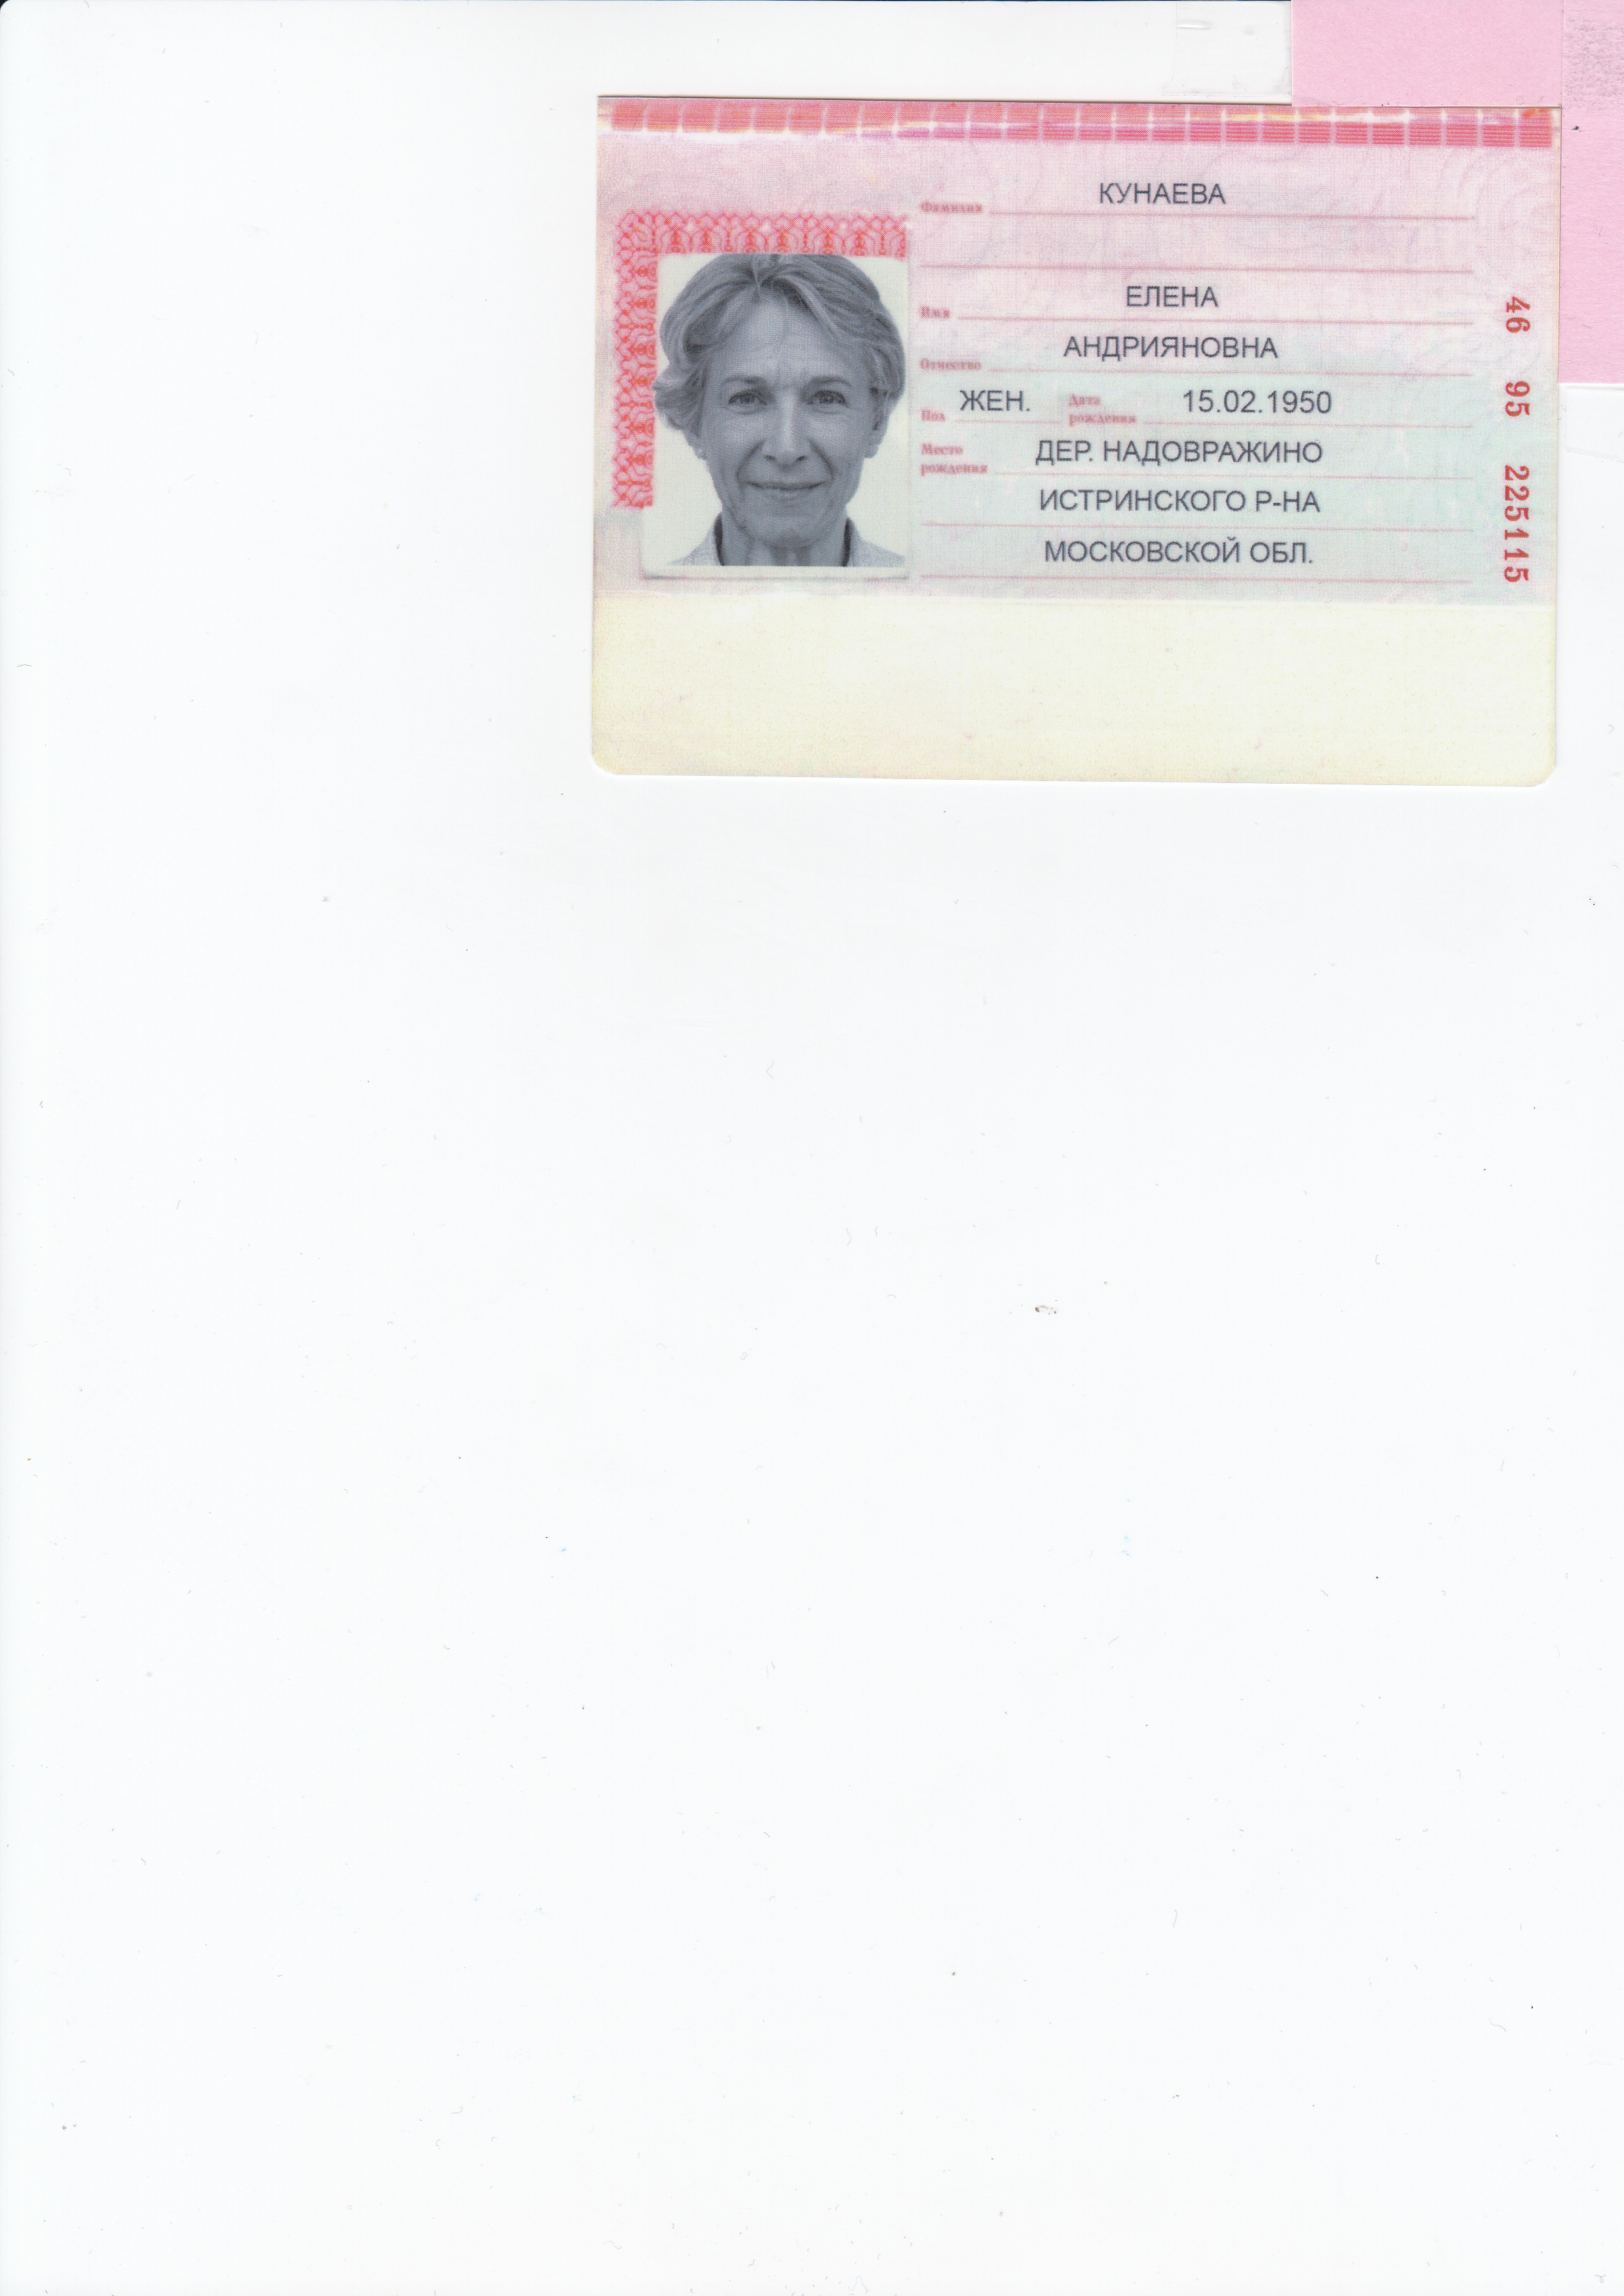 Фамилия КУНАЕВА
Имя ЕЛЕНА
Отчество АНДРИЯНОВНА
Пол ЖЕН. Дата рождения 15.02.1950
Место рождения ДЕР. НАДОВРАЖИНО
ИСТРИНСКОГО Р-НА
МОСКОВСКОЙ ОБЛ.
46 95 225115